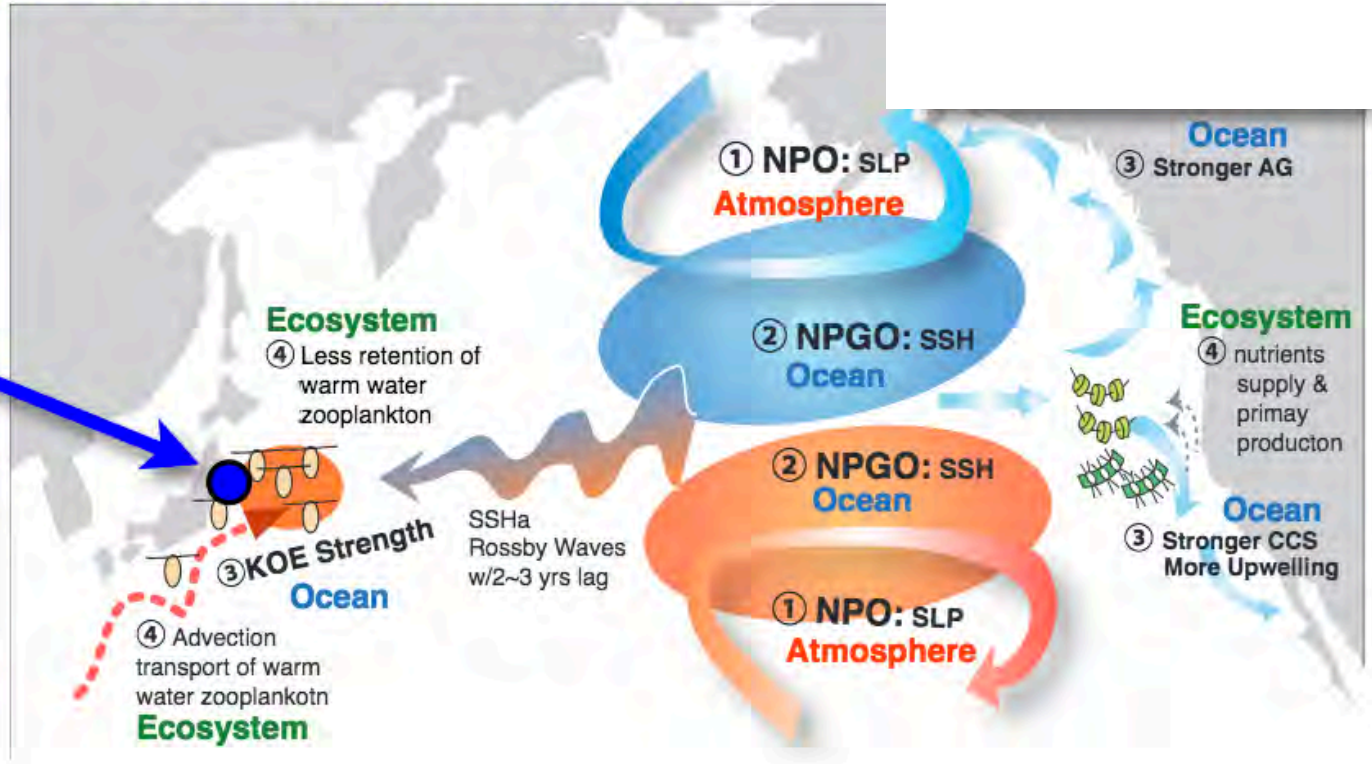 ① NPO: SLP
Atmosphere
Ocean
③ Stronger AG
② NPGO: SSH
Ocean
Ecosystem
④ Less retention of
warm water
zooplankton
Ecosystem
④ nutrients
supply &
primay
producton
② NPGO: SSH
Ocean
SSHa
Rossby Waves
w/2~3 yrs lag
③ KOE Strength
Ocean
Ocean
③ Stronger CCS
More Upwelling
① NPO: SLP
Atmosphere
④ Advection
transport of warm
water zooplankotn
Ecosystem